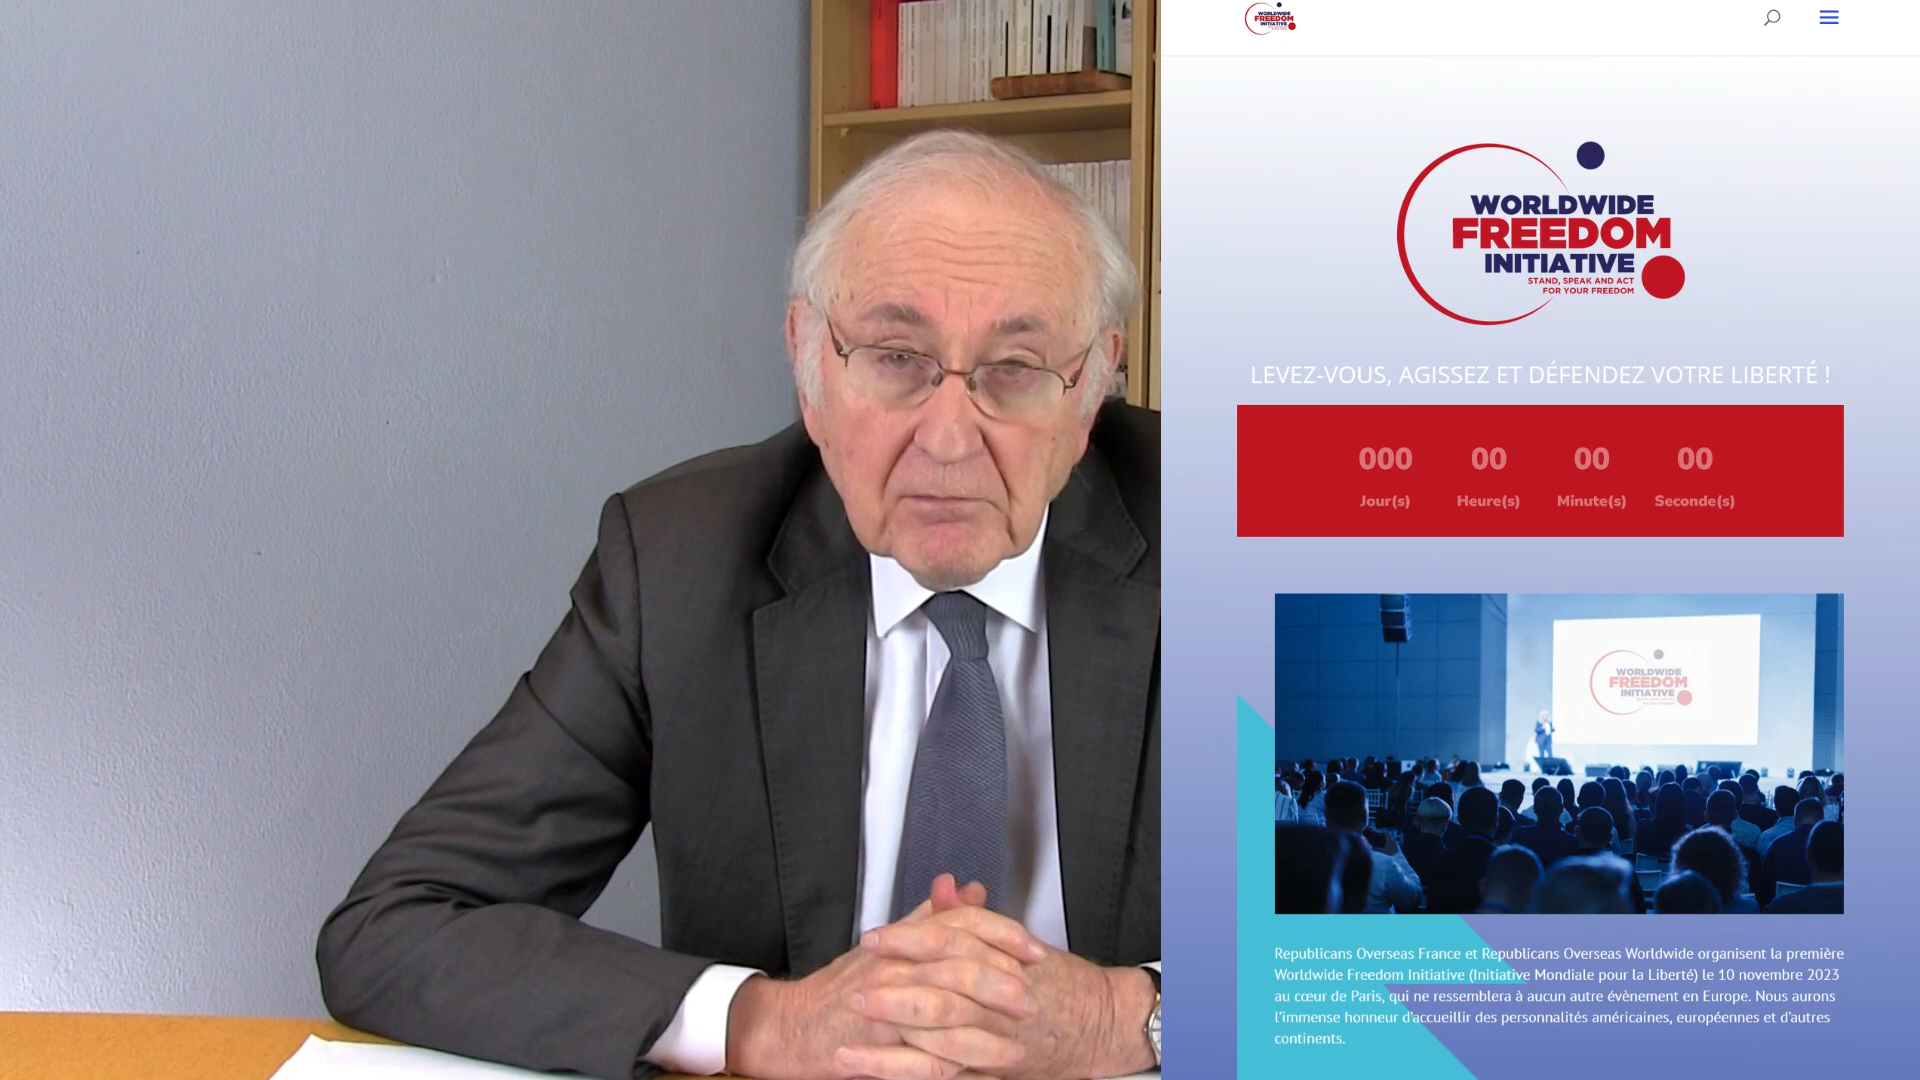 WORLDWIDE
FREEDOM
INITIATIVE
WORLDWIDE
FREEDOM
INITIATIVE
STAND, SPEAK AND ACT
FOR YOUR FREEDOM
LEVEZ-VOUS, AGISSEZ ET DÉFENDEZ VOTRE LIBERTÉ !
000 00 00 00
Jour(s) Heure(s) Minute(s) Seconde(s)
WORLDWIDE
FREEDOM
INITIATIVE
Republicans Overseas France et Republicans Overseas Worldwide organisent la première
Worldwide Freedom Initiative (Initiative Mondiale pour la Liberté) le 10 novembre 2023
au cœur de Paris, qui ne ressemblera à aucun autre évènement en Europe. Nous aurons
l'immense honneur d'accueillir des personnalités américaines, européennes et d'autres
continents.